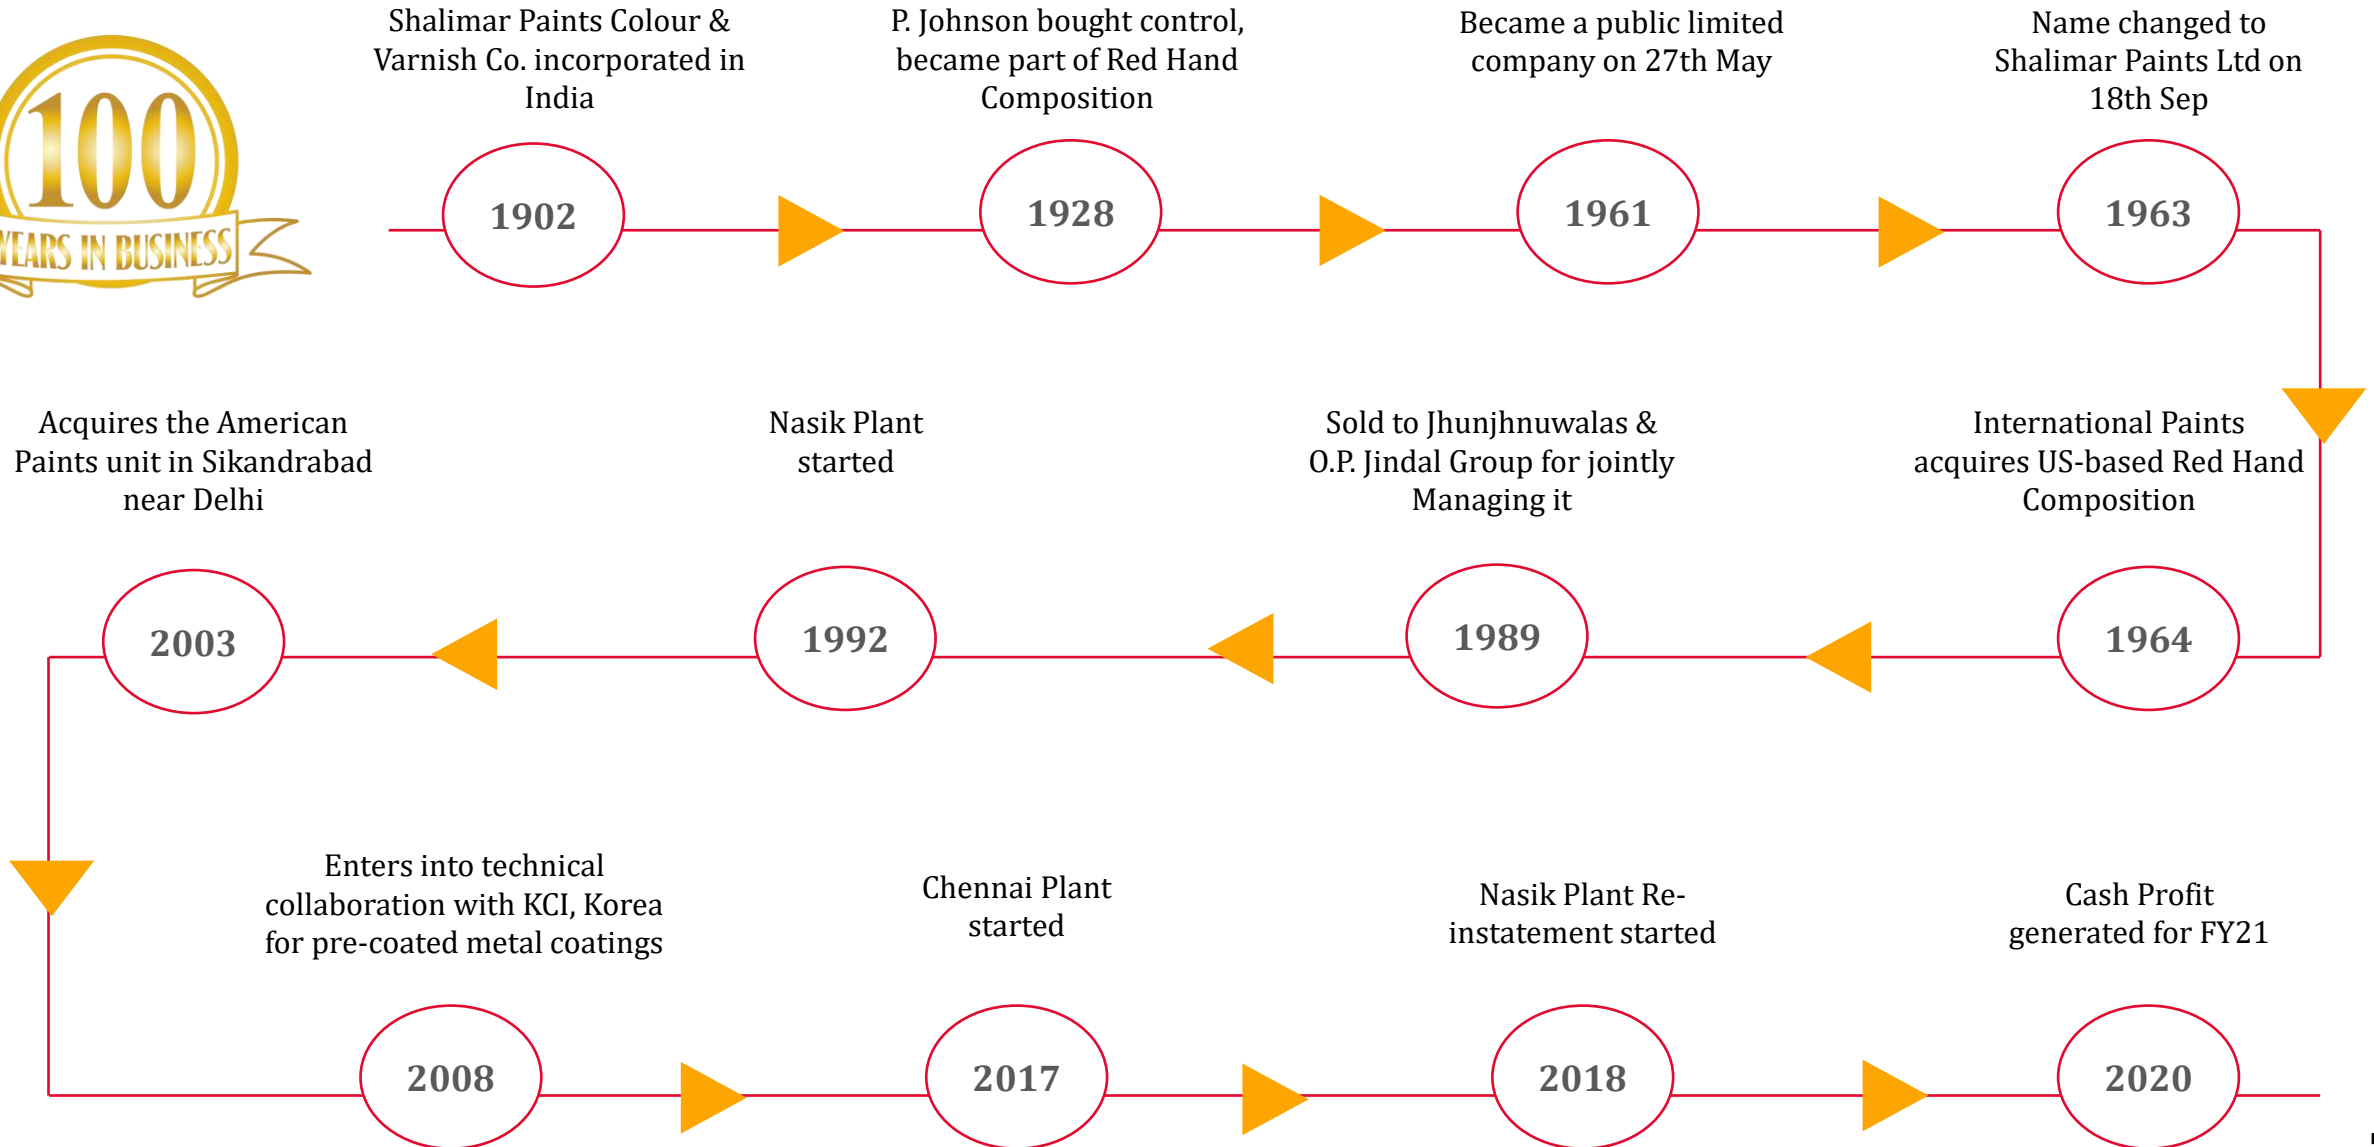 100
YEARS IN BUSINESS
Shalimar Paints Colour &
Varnish Co. incorporated in
India
1902
P. Johnson bought control,
became part of Red Hand
Composition
1928
Became a public limited
company on 27th May
1961
Name changed to
Shalimar Paints Ltd on
18th Sep
1963
International Paints
acquires US-based Red Hand
Composition
1964
Sold to Jhunjhnuwalas &
O.P. Jindal Group for jointly
Managing it
1989
Nasik Plant
started
1992
Acquires the American
Paints unit in Sikandrabad
near Delhi
2003
Enters into technical
collaboration with KCI, Korea
for pre-coated metal coatings
2008
Chennai Plant
started
2017
Nasik Plant Re-
instatement started
2018
Cash Profit
generated for FY21
2020